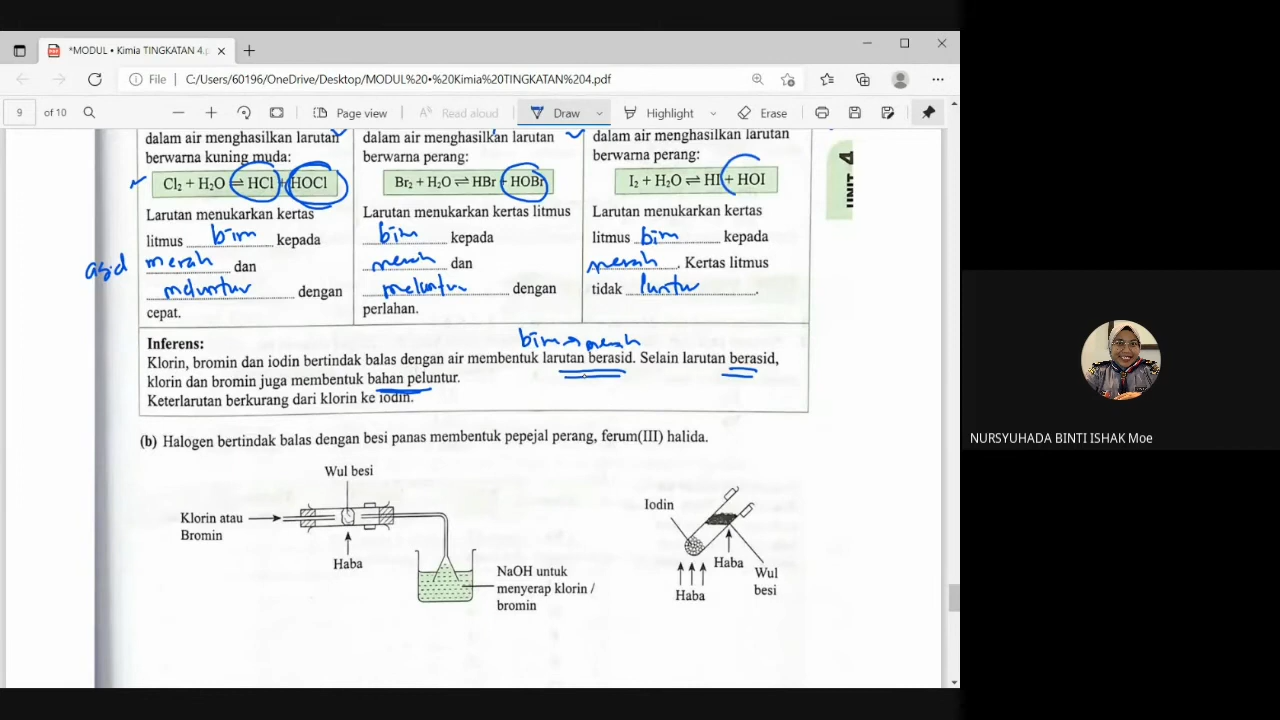 *MODUL • Kimia TINGKATAN 4.p
File
C:/Users/60196/OneDrive/Desktop/MODUL%20•%20Kimia%20TINGKATAN%204.pdf
9 of 10
Page view
Read aloud
Draw
Highlight
Erase
dalam air menghasilkan larutan
berwarna kuning muda:
Cl₂ + H₂O ⇌ HCl + HOCl
Larutan menukarkan kertas
litmus biru kepada
asid
merah dan
meluntur dengan
cepat.
dalam air menghasilkan larutan
berwarna perang:
Br₂ + H₂O ⇌ HBr + HOBr
Larutan menukarkan kertas litmus
biru kepada
merah dan
meluntur dengan
perlahan.
dalam air menghasilkan larutan
berwarna perang:
I₂ + H₂O ⇌ HI + HOI
Larutan menukarkan kertas
litmus biru kepada
merah. Kertas litmus
tidak luntur.
UNIT 4
Inferens:
biru → merah
Klorin, bromin dan iodin bertindak balas dengan air membentuk larutan berasid. Selain larutan berasid,
klorin dan bromin juga membentuk bahan peluntur.
Keterlarutan berkurang dari klorin ke iodin.
(b) Halogen bertindak balas dengan besi panas membentuk pepejal perang, ferum(III) halida.
Wul besi
Klorin atau
Bromin
Haba
NaOH untuk
menyerap klorin /
bromin
Iodin
Haba
Wul
besi
Haba
NURSYUHADA BINTI ISHAK Moe